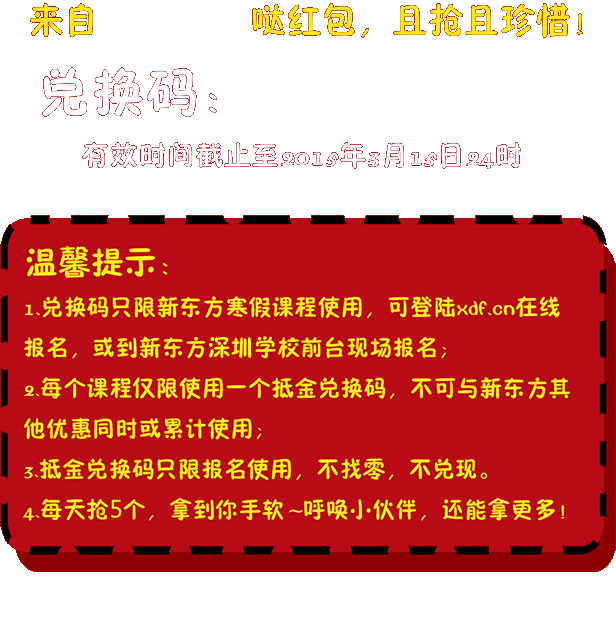 来自 哒红包，且抢且珍惜！
兑换码：
有效时间截止至2015年3月15日24时
温馨提示：
1.兑换码只限新东方寒假课程使用，可登陆xdf.cn在线
报名，或到新东方深圳学校前台现场报名；
2.每个课程仅限使用一个抵金兑换码，不可与新东方其
他优惠同时或累计使用；
3.抵金兑换码只限报名使用，不找零，不兑现。
4.每天抢5个，拿到你手软~呼唤小伙伴，还能拿更多！